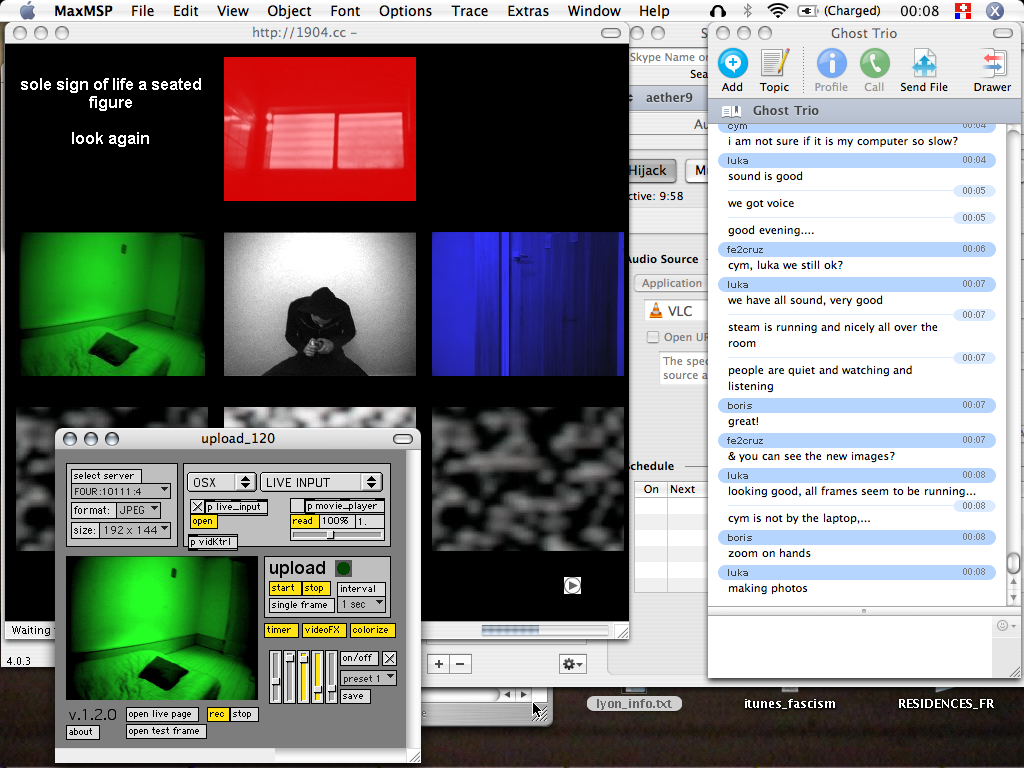 MaxMSP File Edit View Object Font Options Trace Extras Window Help (Charged) 00:08
http://1904.cc –
sole sign of life a seated
figure
look again
Waiting
4.0.3
S
Skype Name or
Sea
aether9
Au
Hijack
M
ctive: 9:58
Audio Source
Application
VLC
Open UR
The spec
source a
chedule
On Next
upload_120
select server
FOUR:10111:4
format: JPEG
size: 192 x 144
OSX
LIVE INPUT
p live_input
open
p vidKtrl
p movie_player
read 100% 1.
upload
start stop interval
single frame 1 sec
timer videoFX colorize
on/off
preset 1
save
v.1.2.0
about
open live page
open test frame
rec stop
Ghost Trio
Add Topic Profile Call Send File Drawer
Ghost Trio
cym 00:04
i am not sure if it is my computer so slow?
luka 00:04
sound is good
00:05
we got voice
00:05
good evening....
fe2cruz 00:06
cym, luka we still ok?
luka 00:07
we have all sound, very good
00:07
steam is running and nicely all over the
room
00:07
people are quiet and watching and
listening
boris 00:07
great!
fe2cruz 00:07
& you can see the new images?
luka 00:08
looking good, all frames seem to be running...
00:08
cym is not by the laptop,...
boris 00:08
zoom on hands
luka 00:08
making photos
lyon_info.txt
itunes_fascism
RESIDENCES_FR